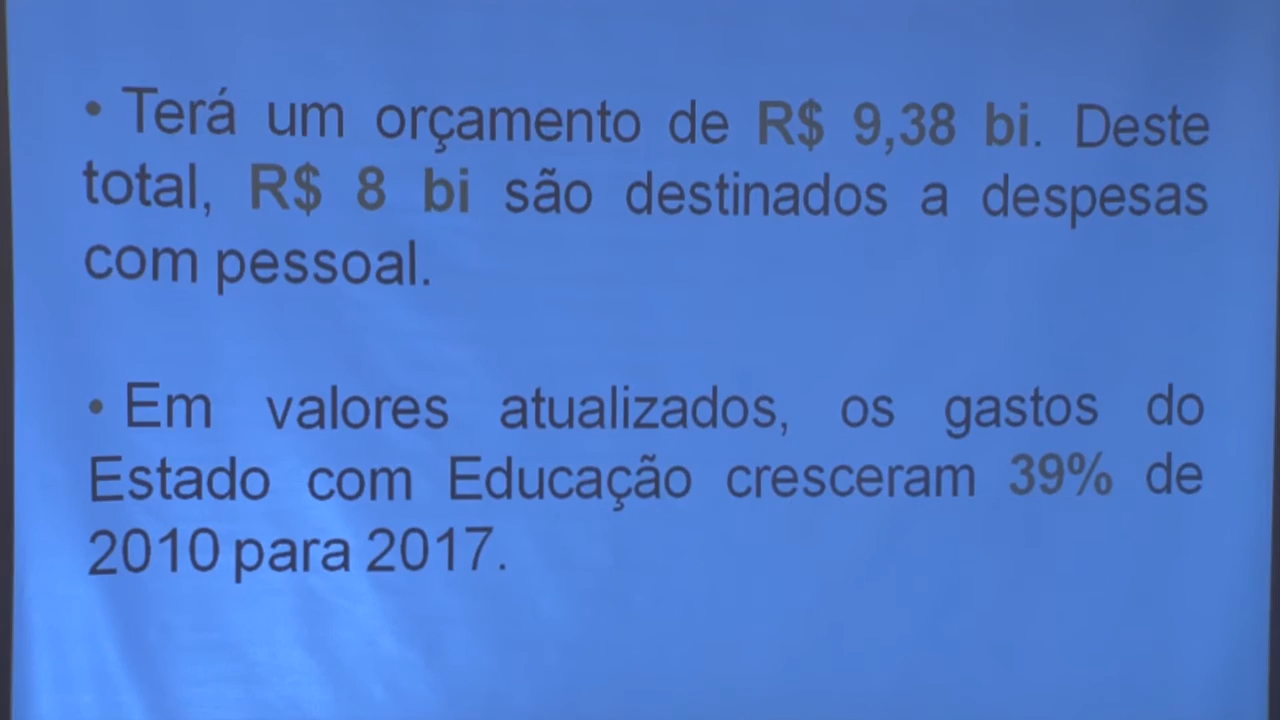 • Terá um orçamento de R$ 9,38 bi. Deste
total, R$ 8 bi são destinados a despesas
com pessoal.
• Em valores atualizados, os gastos do
Estado com Educação cresceram 39% de
2010 para 2017.